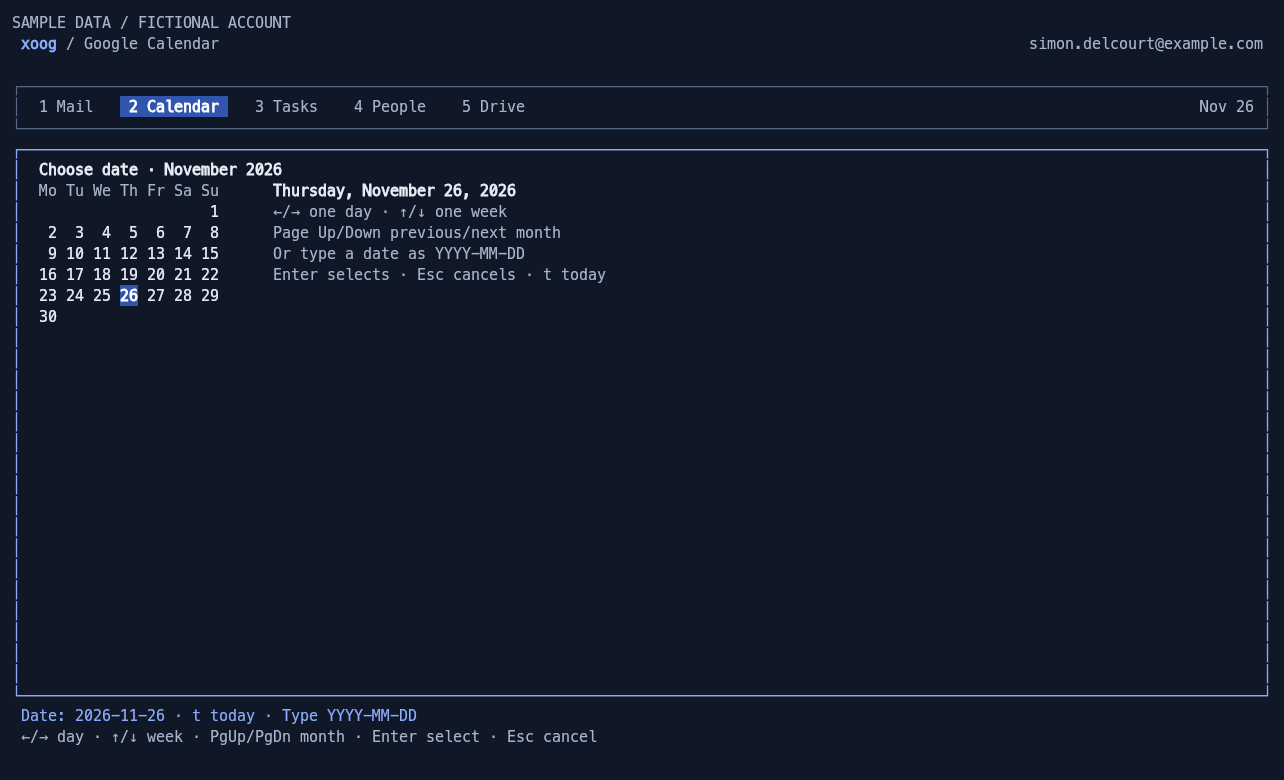 SAMPLE DATA / FICTIONAL ACCOUNT
xoog / Google Calendar simon.delcourt@example.com
1 Mail 2 Calendar 3 Tasks 4 People 5 Drive Nov 26
Choose date · November 2026
Mo Tu We Th Fr Sa Su Thursday, November 26, 2026
1 ←/→ one day · ↑/↓ one week
2 3 4 5 6 7 8 Page Up/Down previous/next month
9 10 11 12 13 14 15 Or type a date as YYYY-MM-DD
16 17 18 19 20 21 22 Enter selects · Esc cancels · t today
23 24 25 26 27 28 29
30
Date: 2026-11-26 · t today · Type YYYY-MM-DD
←/→ day · ↑/↓ week · PgUp/PgDn month · Enter select · Esc cancel